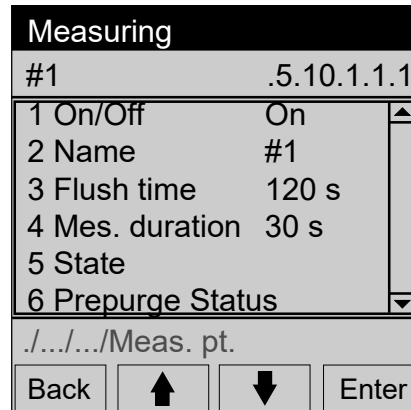 Measuring
#1 .5.10.1.1.1
1 On/Off On
2 Name #1
3 Flush time 120 s
4 Mes. duration 30 s
5 State
6 Prepurge Status
./.../.../Meas. pt.
Back Enter